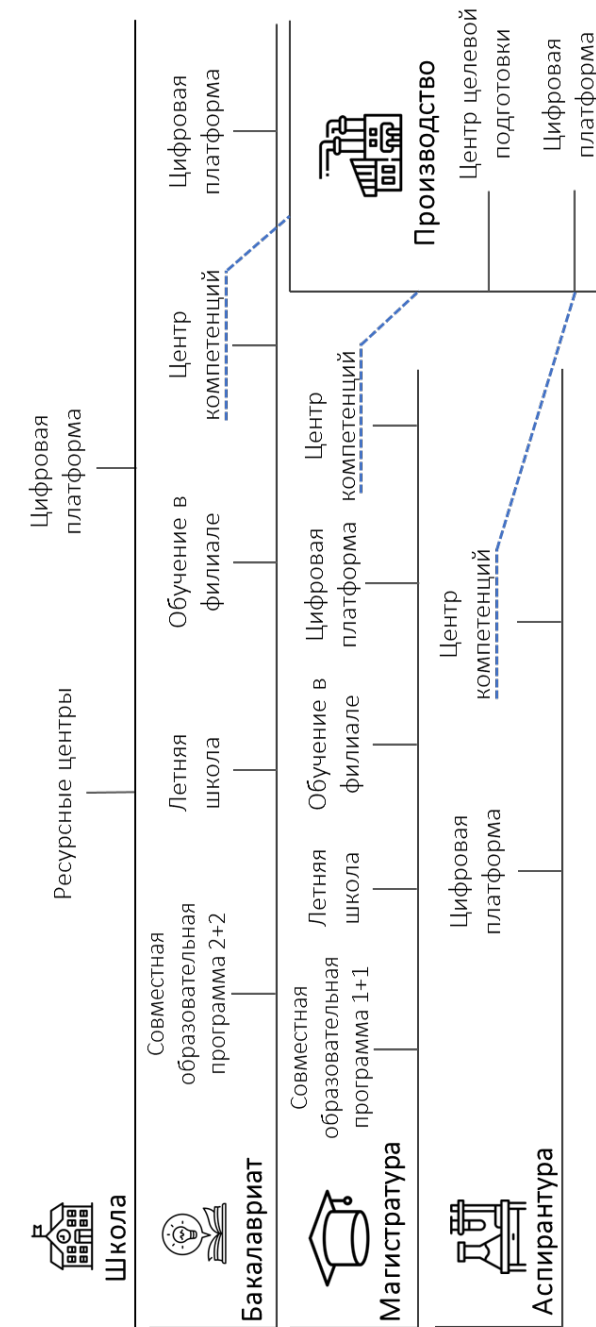 Школа
Ресурсные центры
Цифровая
платформа
Бакалавриат
Совместная
образовательная
программа 2+2
Летняя
школа
Обучение в
филиале
Центр
компетенций
Цифровая
платформа
Магистратура
Совместная
образовательная
программа 1+1
Летняя
школа
Обучение в
филиале
Цифровая
платформа
Центр
компетенций
Аспирантура
Цифровая
платформа
Центр
компетенций
Производство
Центр целевой
подготовки
Цифровая
платформа